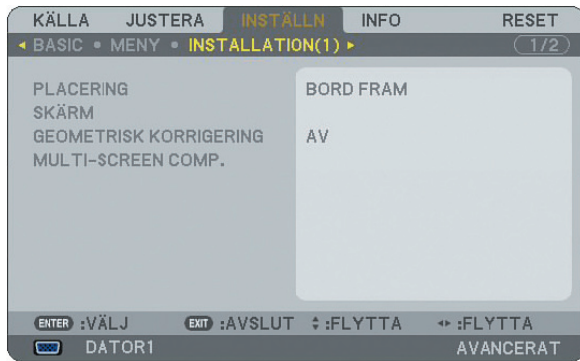 KÄLLA JUSTERA INSTÄLLN INFO RESET
BASIC • MENY • INSTALLATION(1) 1/2
PLACERING BORD FRAM
SKÄRM
GEOMETRISK KORRIGERING AV
MULTI-SCREEN COMP.
ENTER :VÄLJ EXIT :AVSLUT :FLYTTA :FLYTTA
DATOR1 AVANCERAT